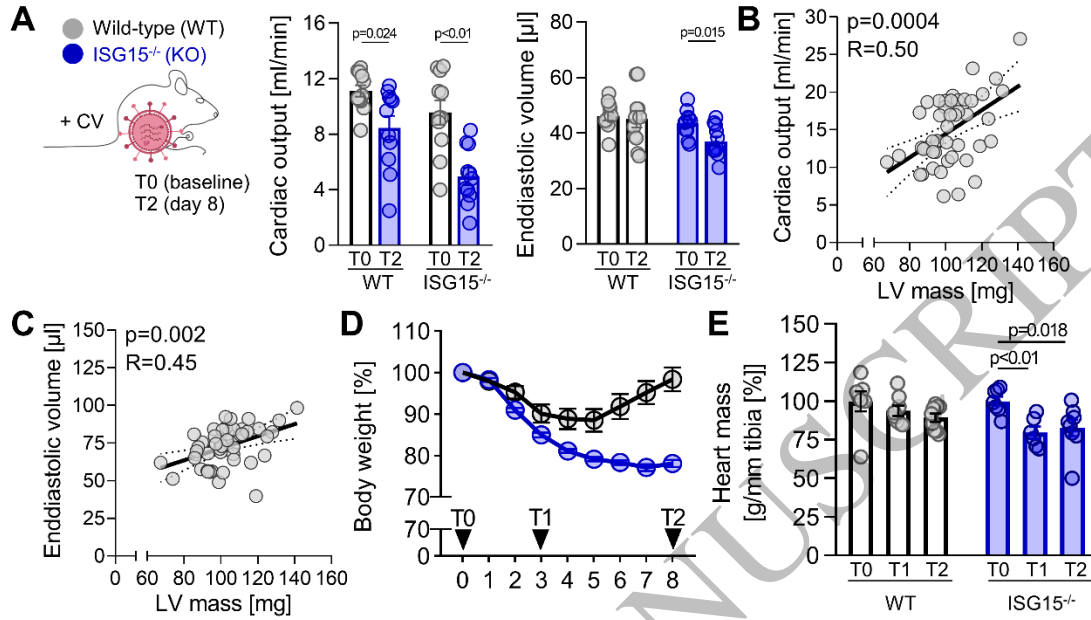 A
Wild-type (WT)
ISG15⁻/⁻ (KO)
+ CV
T0 (baseline)
T2 (day 8)
Cardiac output [ml/min]
16
12
8
4
0
p=0.024
p<0.01
T0 T2
T0 T2
WT
ISG15⁻/⁻
Enddiastolic volume [µl]
80
60
40
20
0
p=0.015
T0 T2
T0 T2
WT
ISG15⁻/⁻
B
p=0.0004
R=0.50
Cardiac output [ml/min]
30
25
20
15
10
5
0
0 60 80 100 120 140 160
LV mass [mg]
C
p=0.002
R=0.45
Enddiastolic volume [µl]
150
125
100
75
50
25
0
0 60 80 100 120 140 160
LV mass [mg]
D
Body weight [%]
110
100
90
80
70
70
0
T0
T1
T2
0 1 2 3 4 5 6 7 8
E
Heart mass
[g/mm tibia [%]]
150
125
100
75
50
25
0
p=0.018
p<0.01
T0 T1 T2
T0 T1 T2
WT
ISG15⁻/⁻
NUSCRIPT